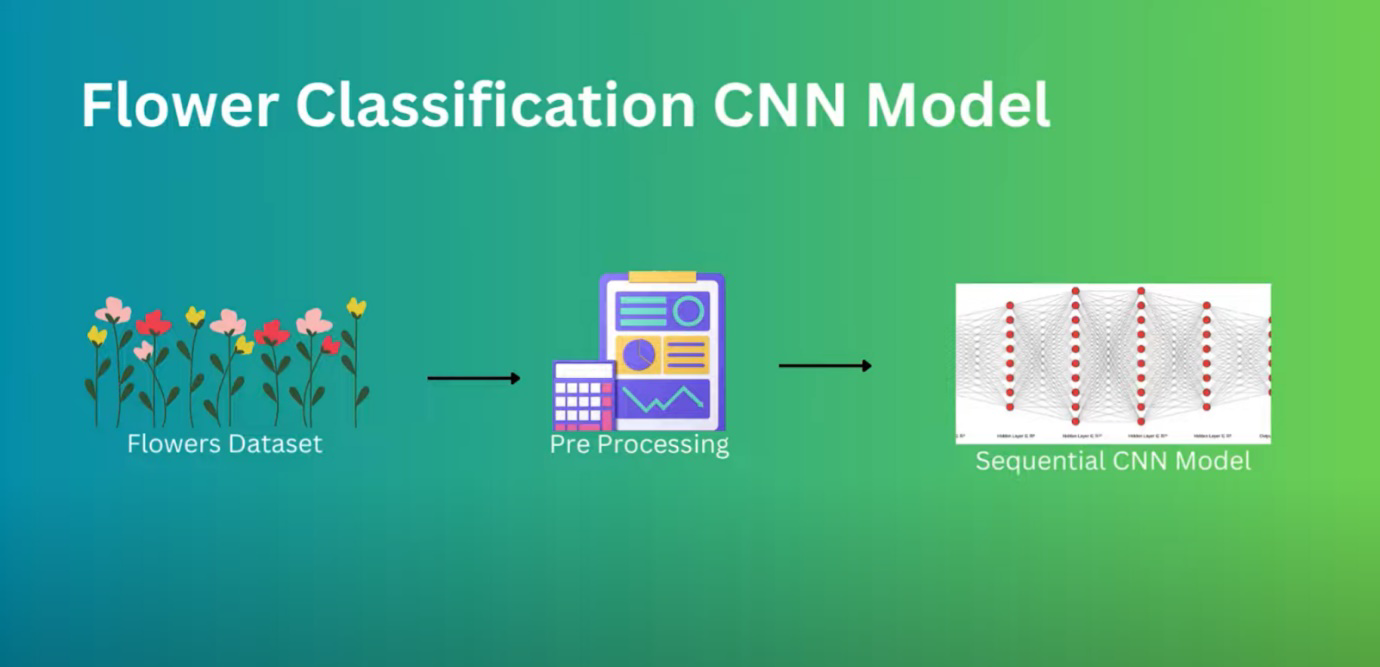 Flower Classification CNN Model
Flowers Dataset
Pre Processing
Sequential CNN Model